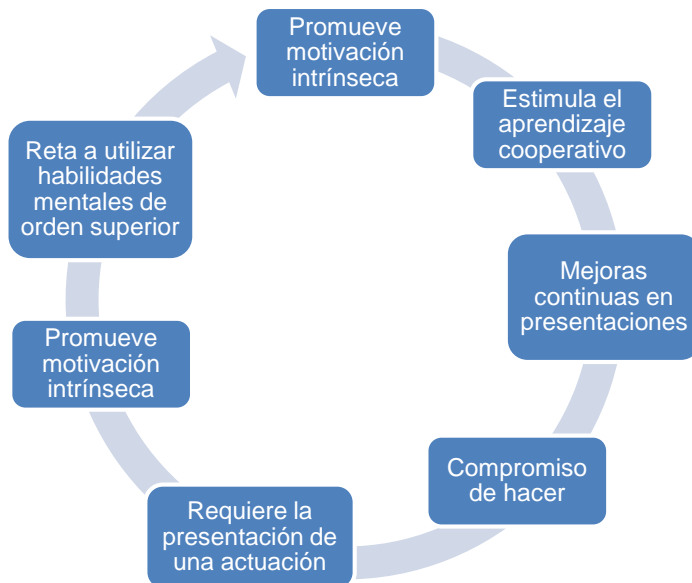 Promueve
motivación
intrínseca
Estimula el
aprendizaje
cooperativo
Mejoras
continuas en
presentaciones
Compromiso
de hacer
Requiere la
presentación de
una actuación
Promueve
motivación
intrínseca
Reta a utilizar
habilidades
mentales de
orden superior